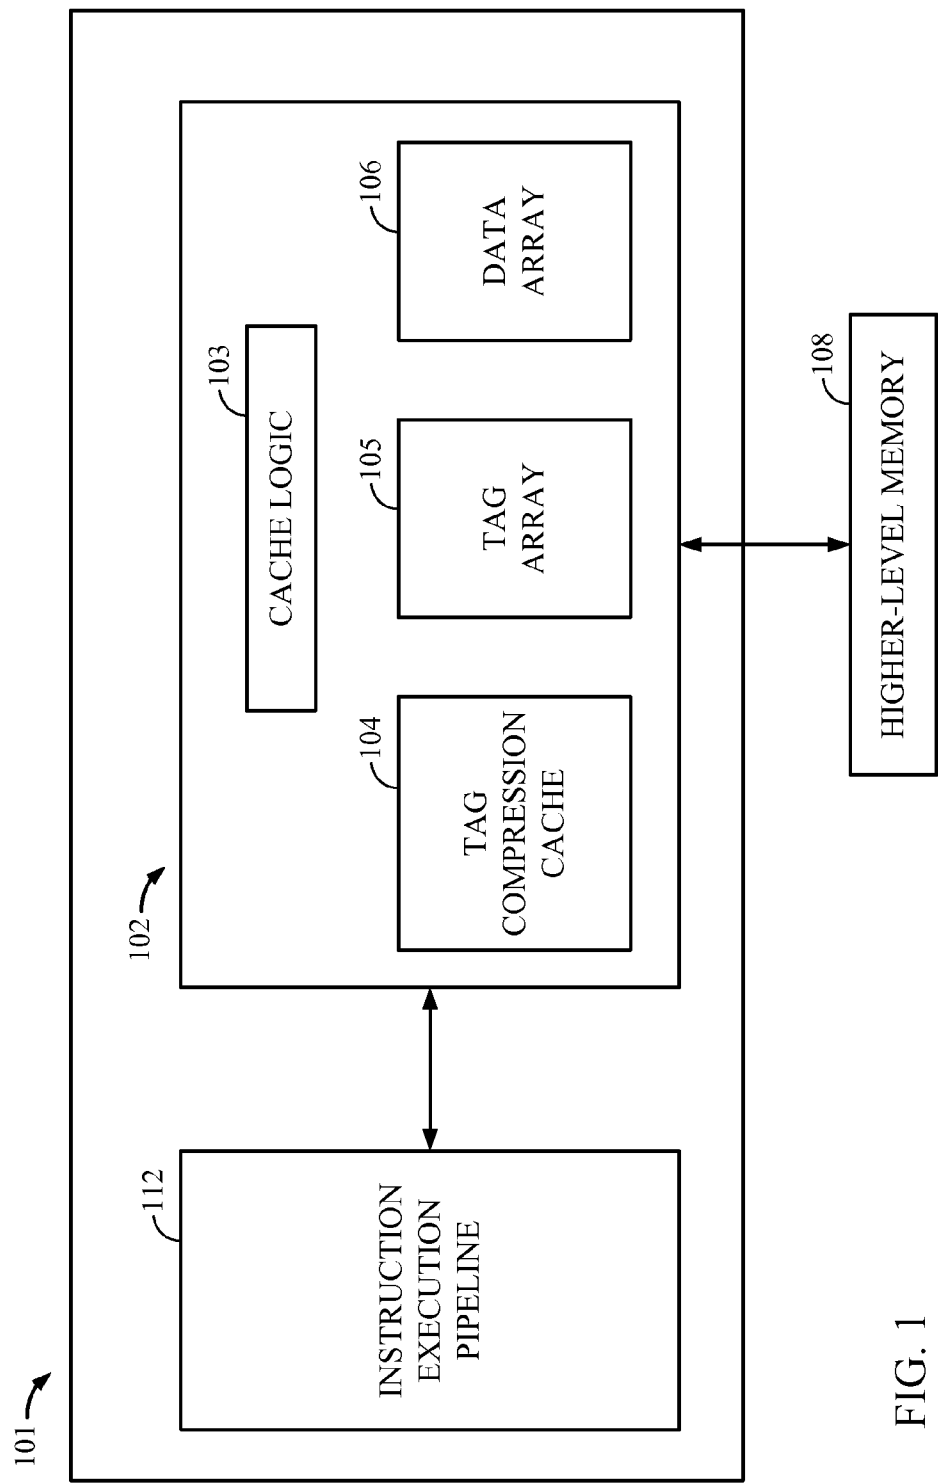 101
112
INSTRUCTION
EXECUTION
PIPELINE
102
103
CACHE LOGIC
104
TAG
COMPRESSION
CACHE
105
TAG
ARRAY
106
DATA
ARRAY
108
HIGHER-LEVEL MEMORY
FIG. 1